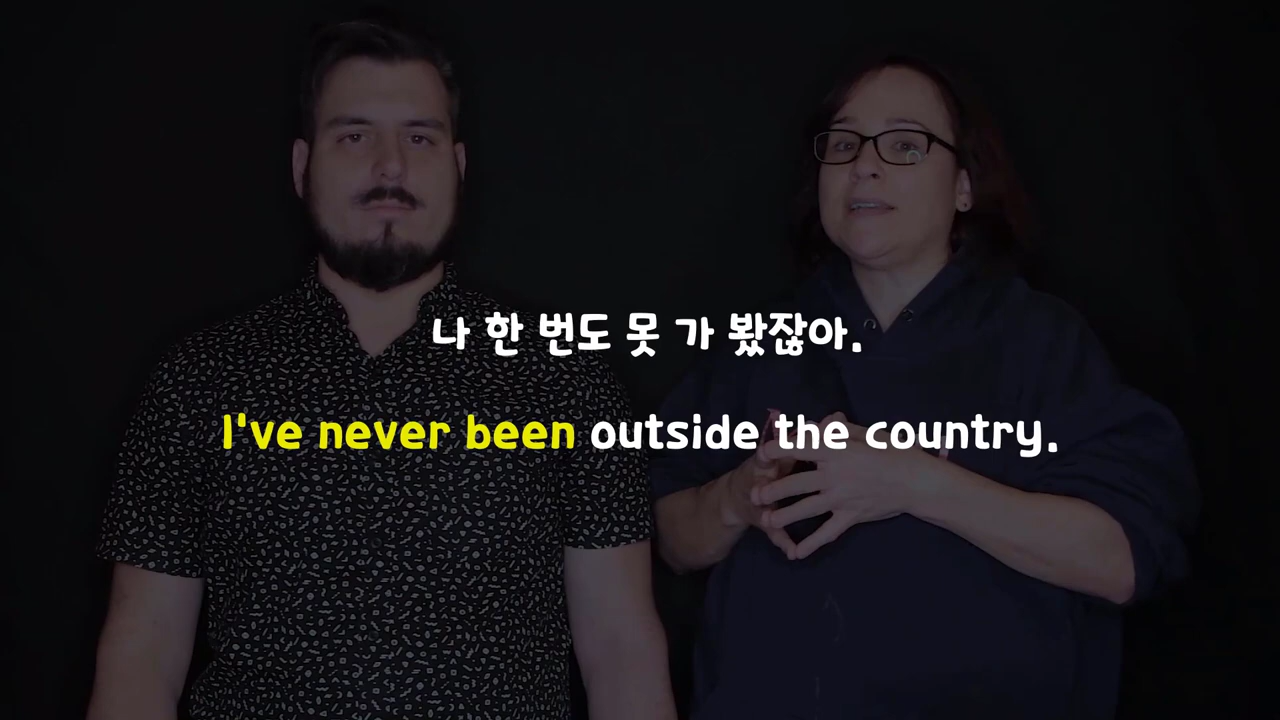 나 한 번도 못 가 봤잖아.
I've never been outside the country.